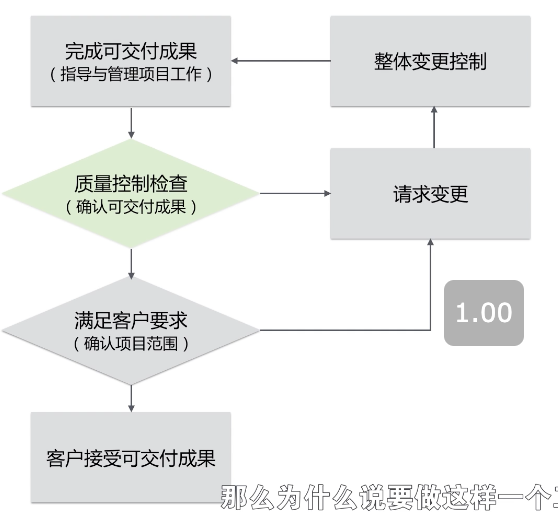 完成可交付成果
（指导与管理项目工作）
整体变更控制
质量控制检查
（确认可交付成果）
请求变更
满足客户要求
（确认项目范围）
1.00
客户接受可交付成果
那么为什么说要做这样一个